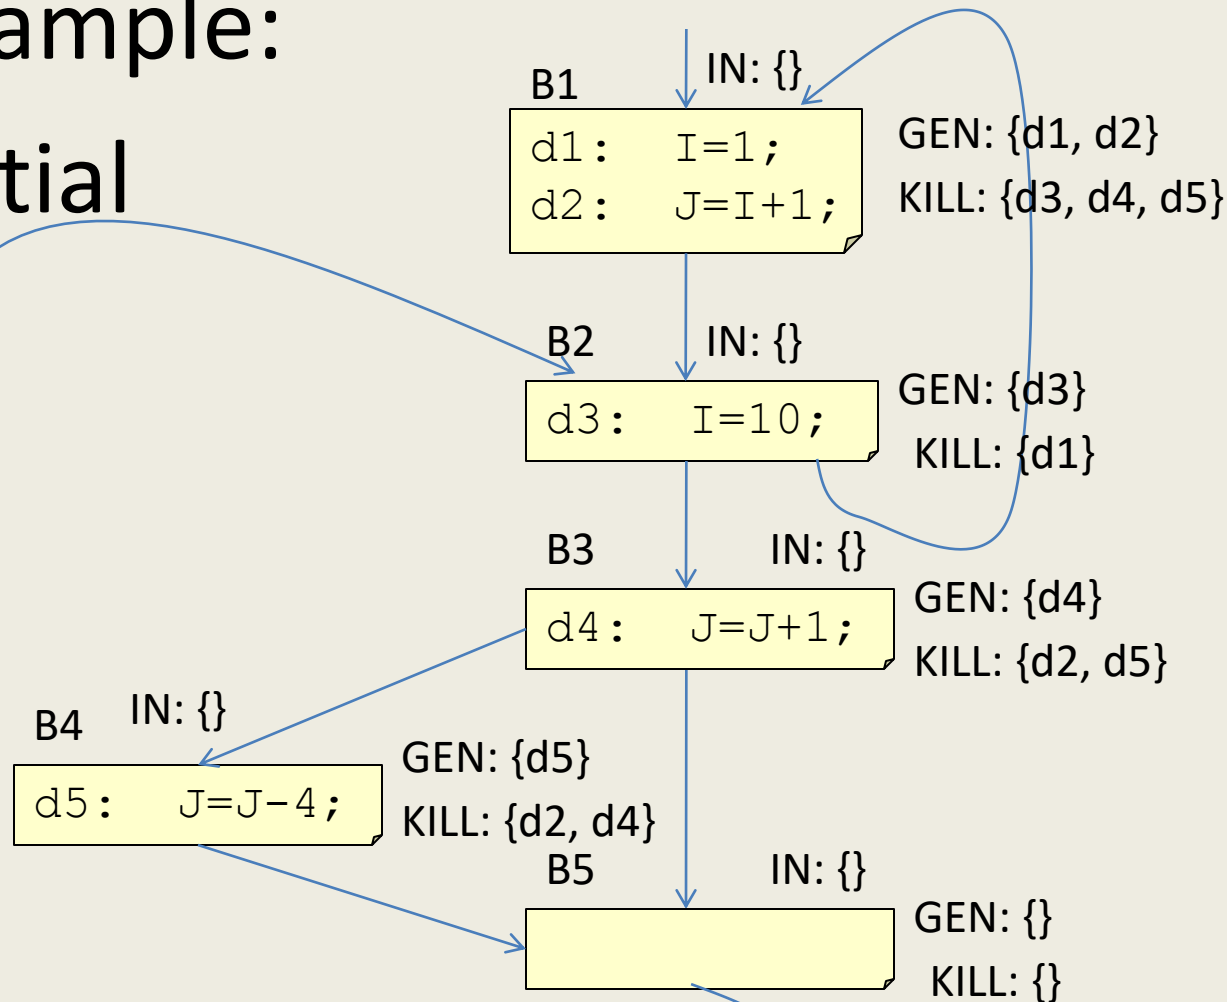 ample:
tial
B1
IN: {}
d1: I=1;
d2: J=I+1;
GEN: {d1, d2}
KILL: {d3, d4, d5}
B2
IN: {}
d3: I=10;
GEN: {d3}
KILL: {d1}
B3
IN: {}
d4: J=J+1;
GEN: {d4}
KILL: {d2, d5}
B4
IN: {}
d5: J=J-4;
GEN: {d5}
KILL: {d2, d4}
B5
IN: {}
GEN: {}
KILL: {}